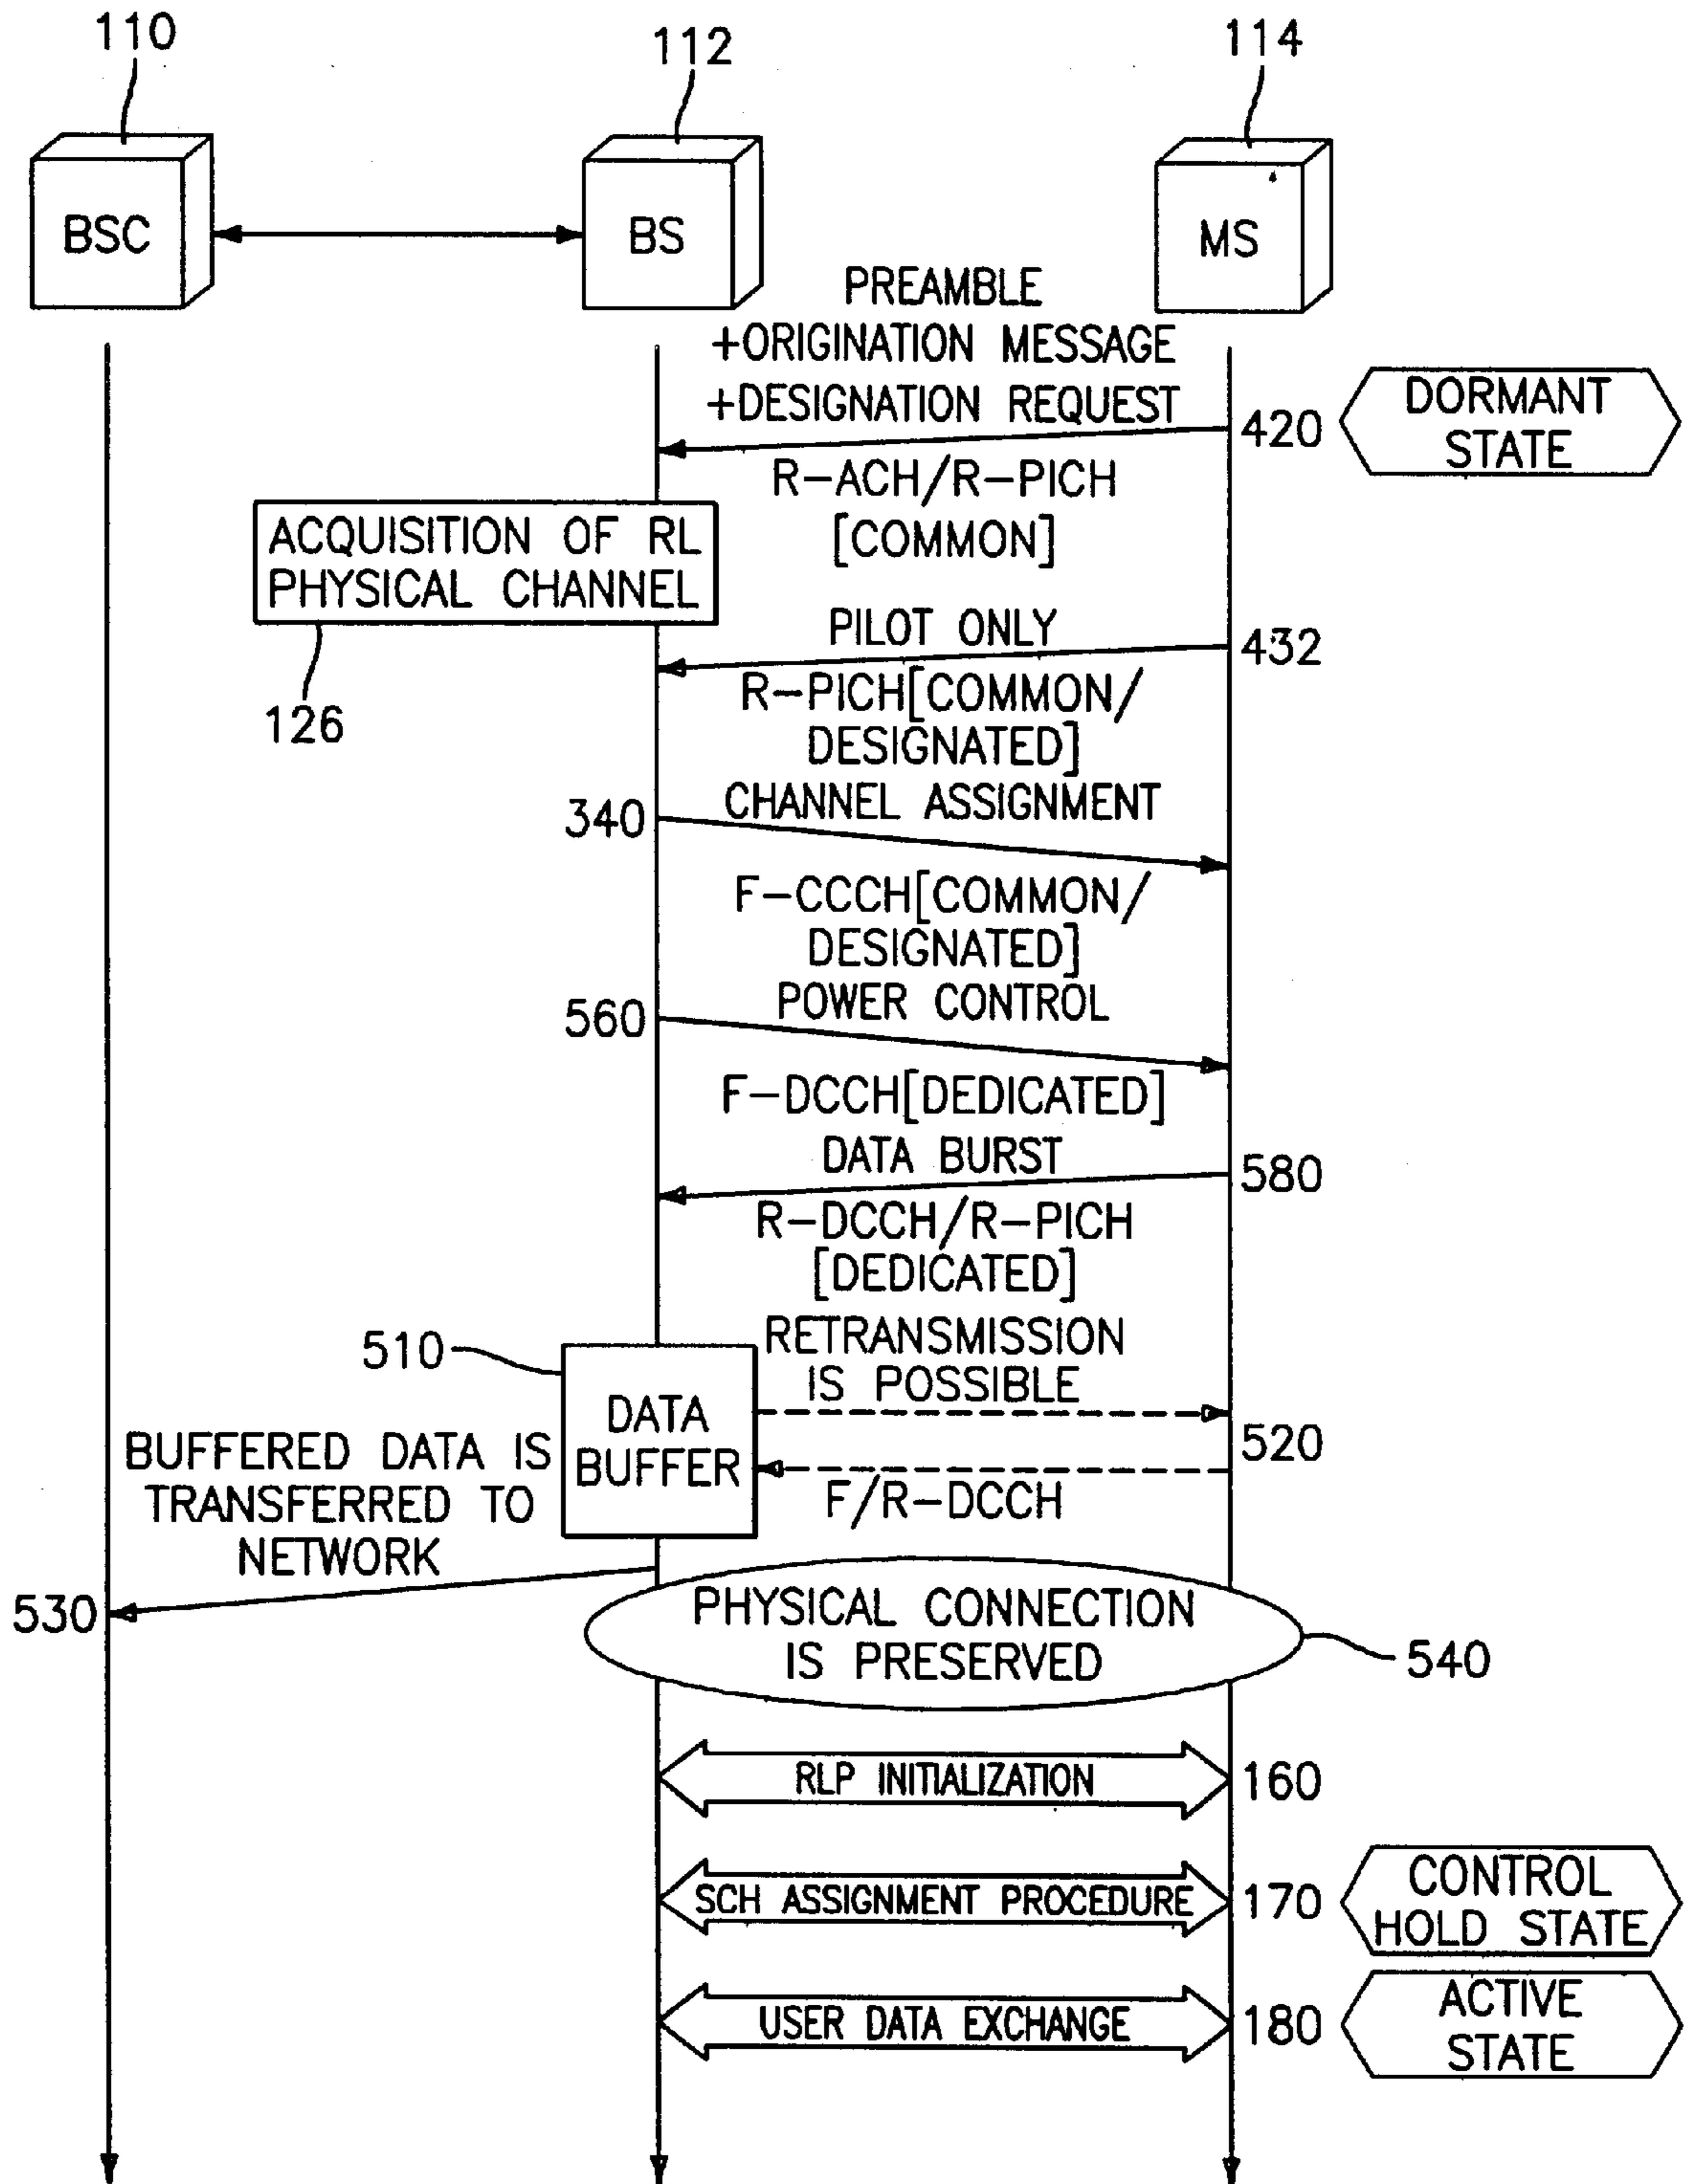 110
112
114
BSC
BS
MS
PREAMBLE
+ORIGINATION MESSAGE
+DESIGNATION REQUEST
420
DORMANT
STATE
R-ACH/R-PICH
[COMMON]
ACQUISITION OF RL
PHYSICAL CHANNEL
126
PILOT ONLY
432
R-PICH[COMMON/
DESIGNATED]
CHANNEL ASSIGNMENT
340
F-CCCH[COMMON/
DESIGNATED]
POWER CONTROL
560
F-DCCH[DEDICATED]
DATA BURST
580
R-DCCH/R-PICH
[DEDICATED]
RETRANSMISSION
IS POSSIBLE
510
DATA
BUFFER
520
F/R-DCCH
BUFFERED DATA IS
TRANSFERRED TO
NETWORK
530
PHYSICAL CONNECTION
IS PRESERVED
540
RLP INITIALIZATION
160
SCH ASSIGNMENT PROCEDURE
170
CONTROL
HOLD STATE
USER DATA EXCHANGE
180
ACTIVE
STATE